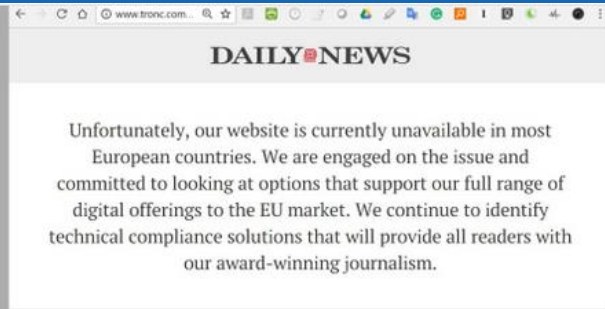 www.tronc.com...
DAILY NEWS
Unfortunately, our website is currently unavailable in most
European countries. We are engaged on the issue and
committed to looking at options that support our full range of
digital offerings to the EU market. We continue to identify
technical compliance solutions that will provide all readers with
our award-winning journalism.